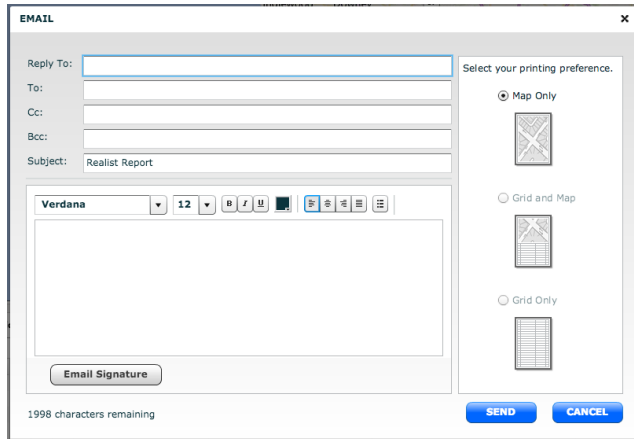 EMAIL
x
Reply To:
To:
Cc:
Bcc:
Subject: Realist Report
Verdana 12 B I U
Email Signature
1998 characters remaining
Select your printing preference.
Map Only
Grid and Map
Grid Only
SEND CANCEL